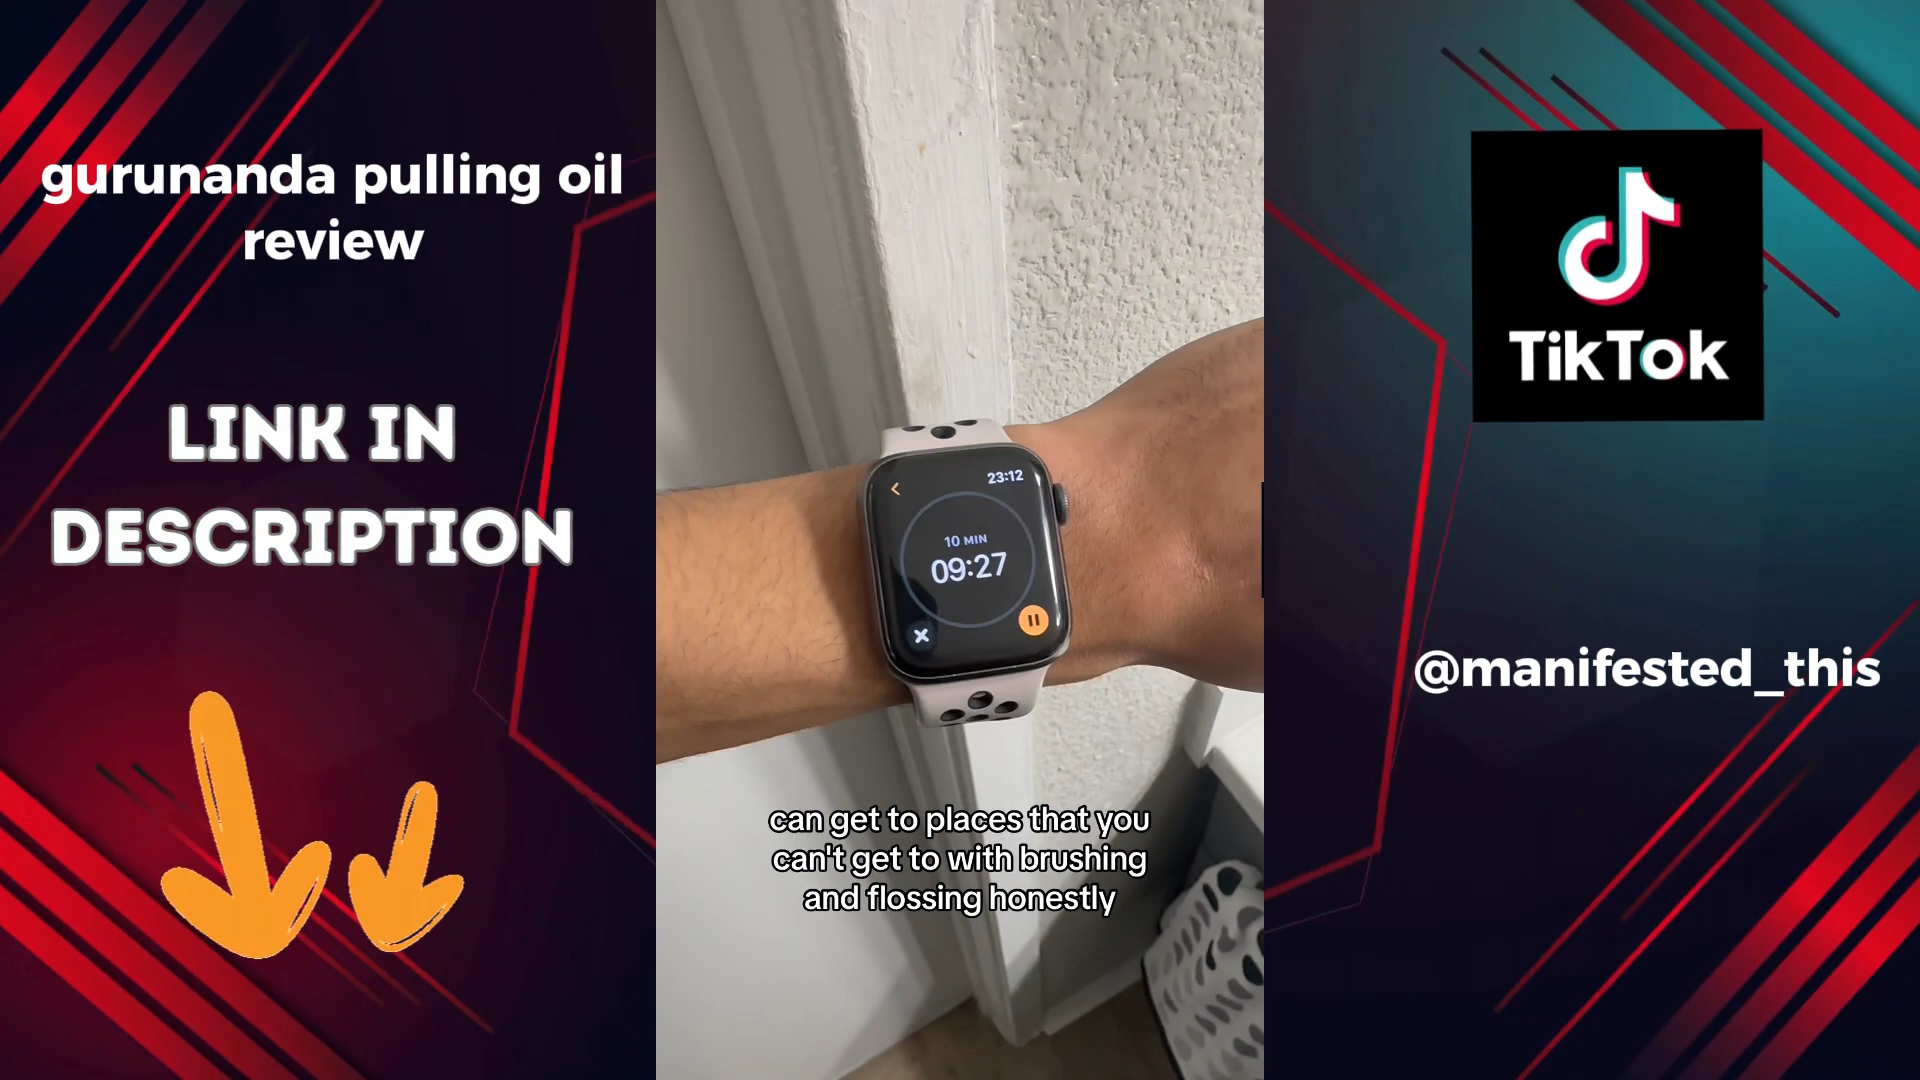 gurunanda pulling oil
review
LINK IN
DESCRIPTION
23:12
10 MIN
09:27
can get to places that you
can't get to with brushing
and flossing honestly
TikTok
@manifested_this